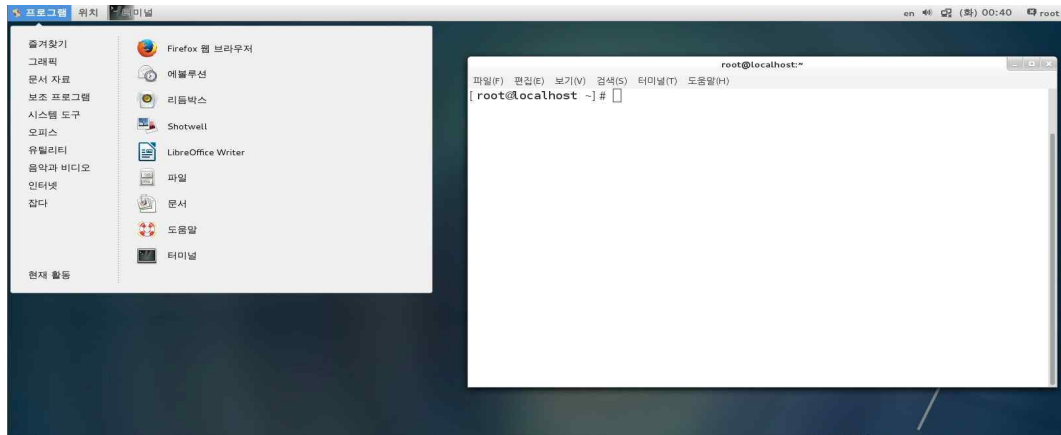 프로그램 위치 터미널 en (화) 00:40 root
즐겨찾기
그래픽
문서 자료
보조 프로그램
시스템 도구
오피스
유틸리티
음악과 비디오
인터넷
잡다
현재 활동
Firefox 웹 브라우저
에볼루션
리듬박스
Shotwell
LibreOffice Writer
파일
문서
도움말
터미널
root@localhost:~
파일(F) 편집(E) 보기(V) 검색(S) 터미널(T) 도움말(H)
[root@localhost ~]#